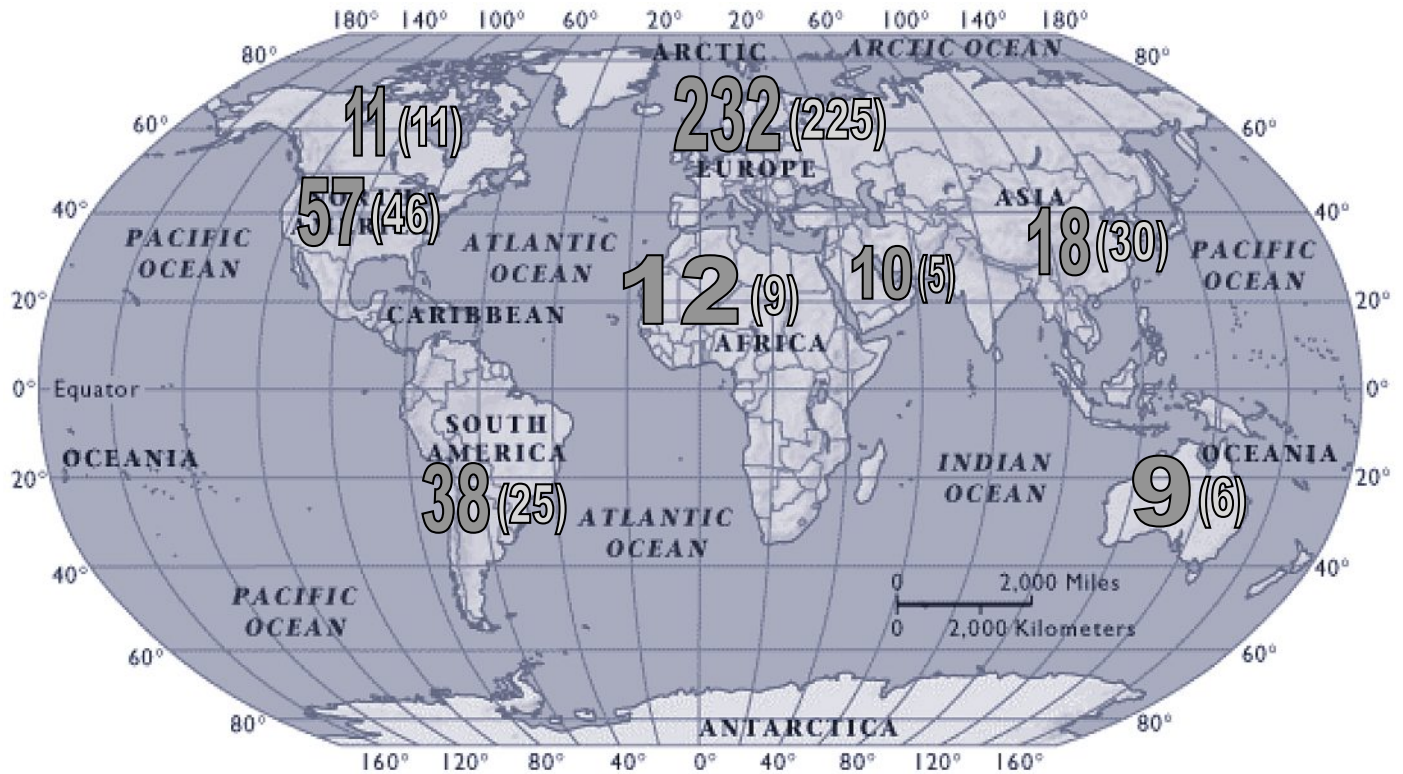 180° 140° 100° 60° 20° 20° 60° 100° 140° 180°
80° ARCTIC ARCTIC OCEAN 80°
11 (11) 232 (225)
60° 60°
EUROPE
57 (46) ASIA
NORTH
AMERICA
40° 40°
18 (30)
PACIFIC
OCEAN
ATLANTIC
OCEAN
12 (9) 10 (5)
PACIFIC
OCEAN
20° 20°
CARIBBEAN
AFRICA
0° Equator 0°
SOUTH
AMERICA
OCEANIA OCEANIA
38 (25) 9 (6)
20° 20°
INDIAN
OCEAN
ATLANTIC
OCEAN
40° 40°
0 2,000 Miles
0 2,000 Kilometers
PACIFIC
OCEAN
60° 60°
80° ANTARCTICA 80°
160° 120° 80° 40° 0° 40° 80° 120° 160°